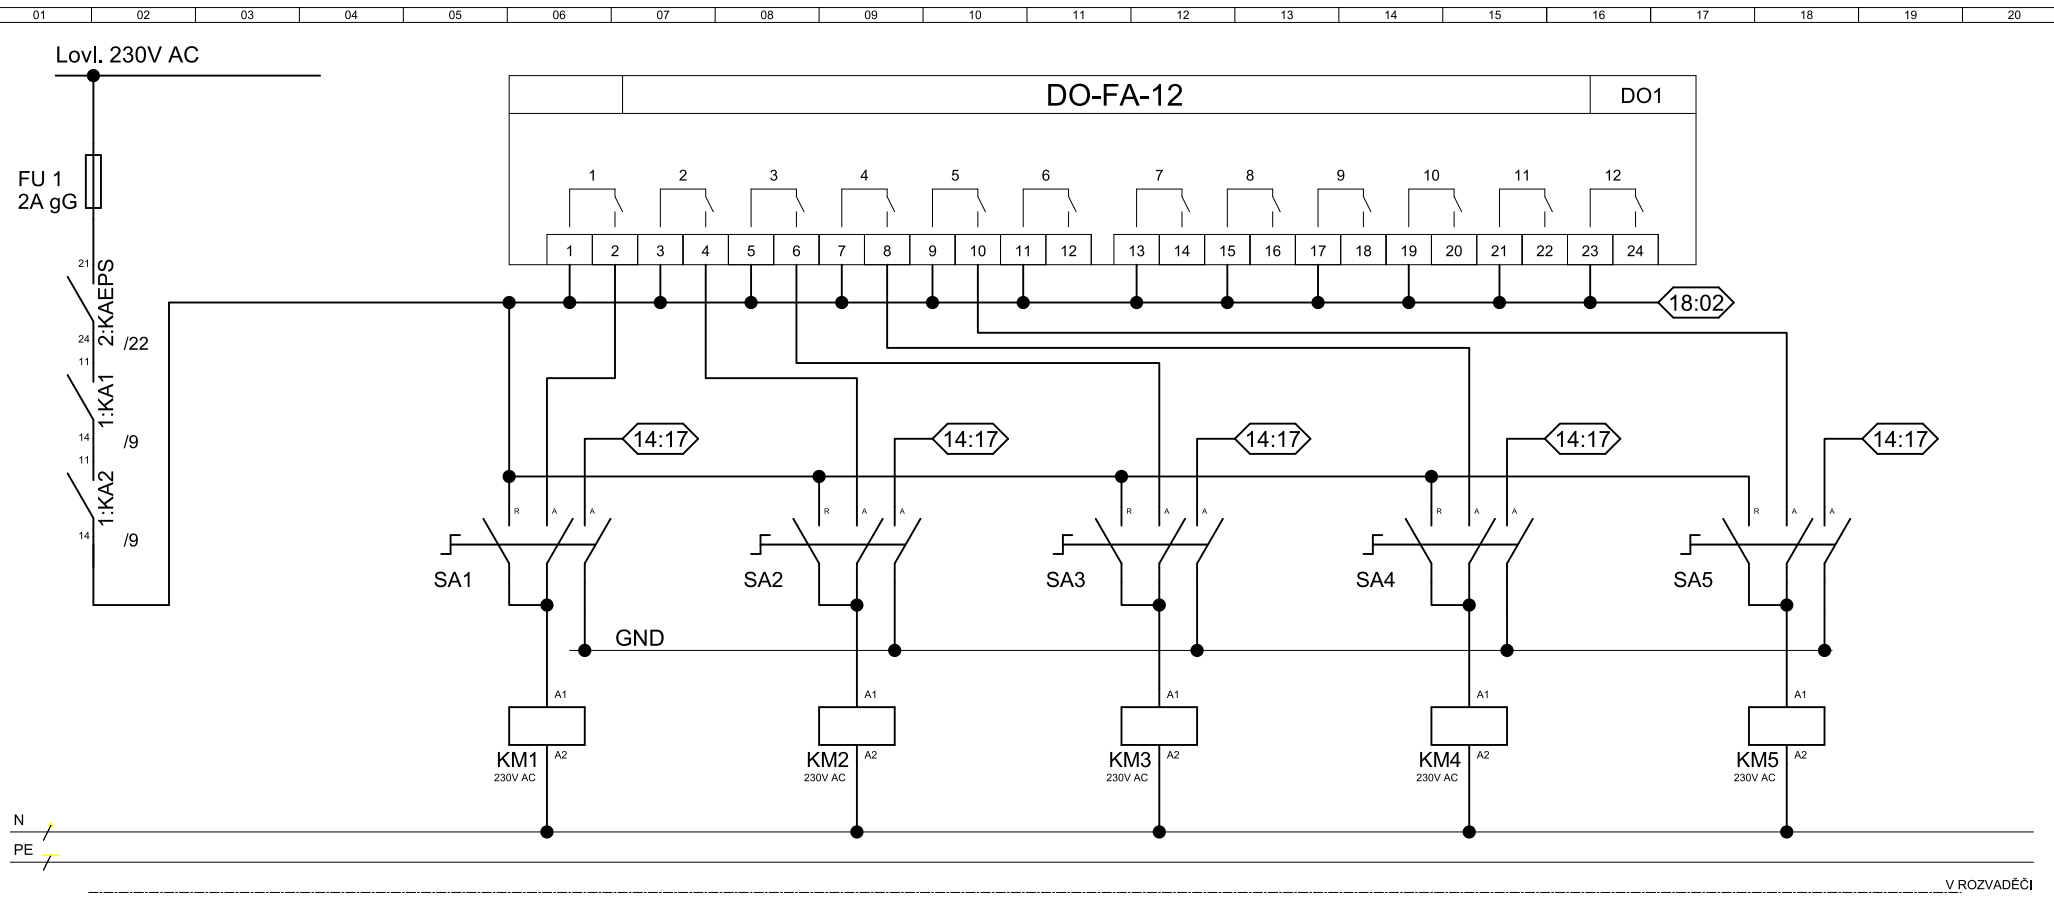 01 02 03 04 05 06 07 08 09 10 11 12 13 14 15 16 17 18 19 20
Lovl. 230V AC
DO-FA-12 DO1
FU 1
2A gG
1 2 3 4 5 6 7 8 9 10 11 12
1 2 3 4 5 6 7 8 9 10 11 12 13 14 15 16 17 18 19 20 21 22 23 24
21
2:KAEPS
24
/22
18:02
11
1:KA1
14
/9
14:17 14:17 14:17 14:17 14:17
11
1:KA2
14
/9
R A A R A A R A A R A A R A A
SA1 SA2 SA3 SA4 SA5
GND
A1 A1 A1 A1 A1
KM1 A2 KM2 A2 KM3 A2 KM4 A2 KM5 A2
230V AC 230V AC 230V AC 230V AC 230V AC
N
PE
V ROZVADĚČI